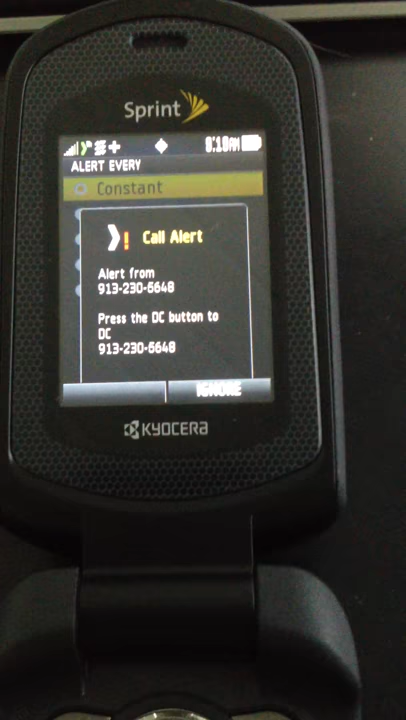 Sprint
8:18AM
ALERT EVERY
Constant
Call Alert
Alert from
913-230-6648
Press the DC button to
DC
913-230-6648
IGNORE
KYOCERA